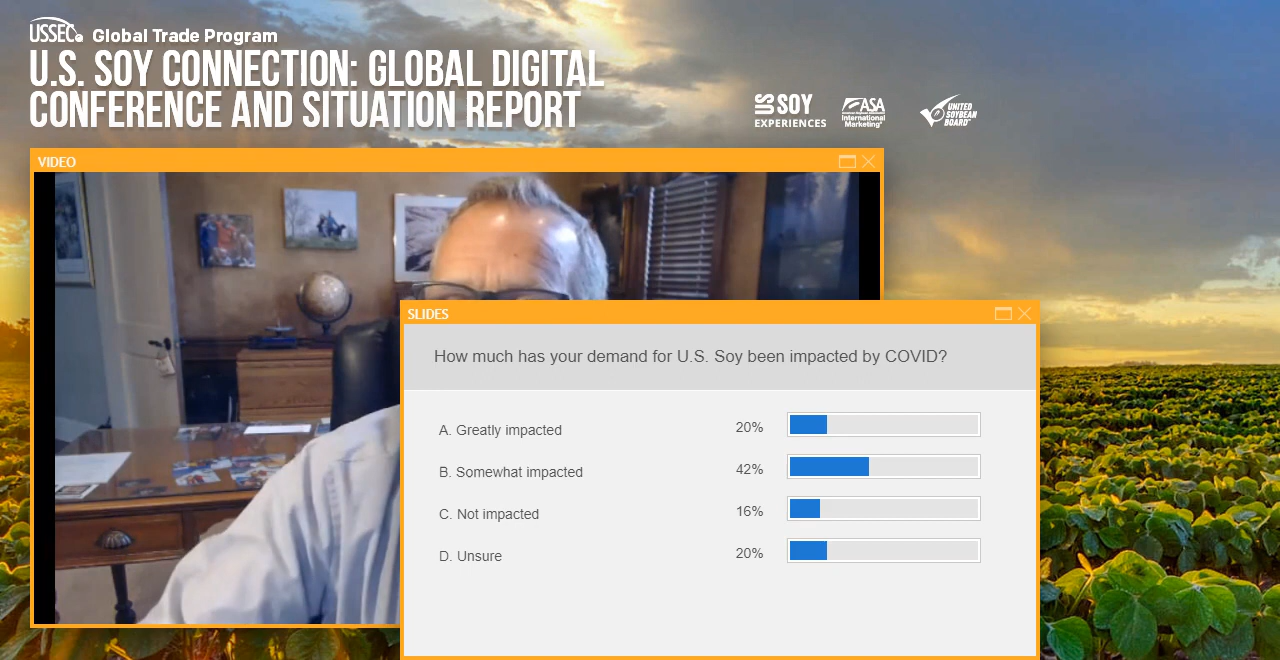 USSEC Global Trade Program
U.S. SOY CONNECTION: GLOBAL DIGITAL
CONFERENCE AND SITUATION REPORT
US SOY
EXPERIENCES
ASA
International
Marketing
UNITED
SOYBEAN
BOARD
VIDEO
SLIDES
How much has your demand for U.S. Soy been impacted by COVID?
A. Greatly impacted 20%
B. Somewhat impacted 42%
C. Not impacted 16%
D. Unsure 20%